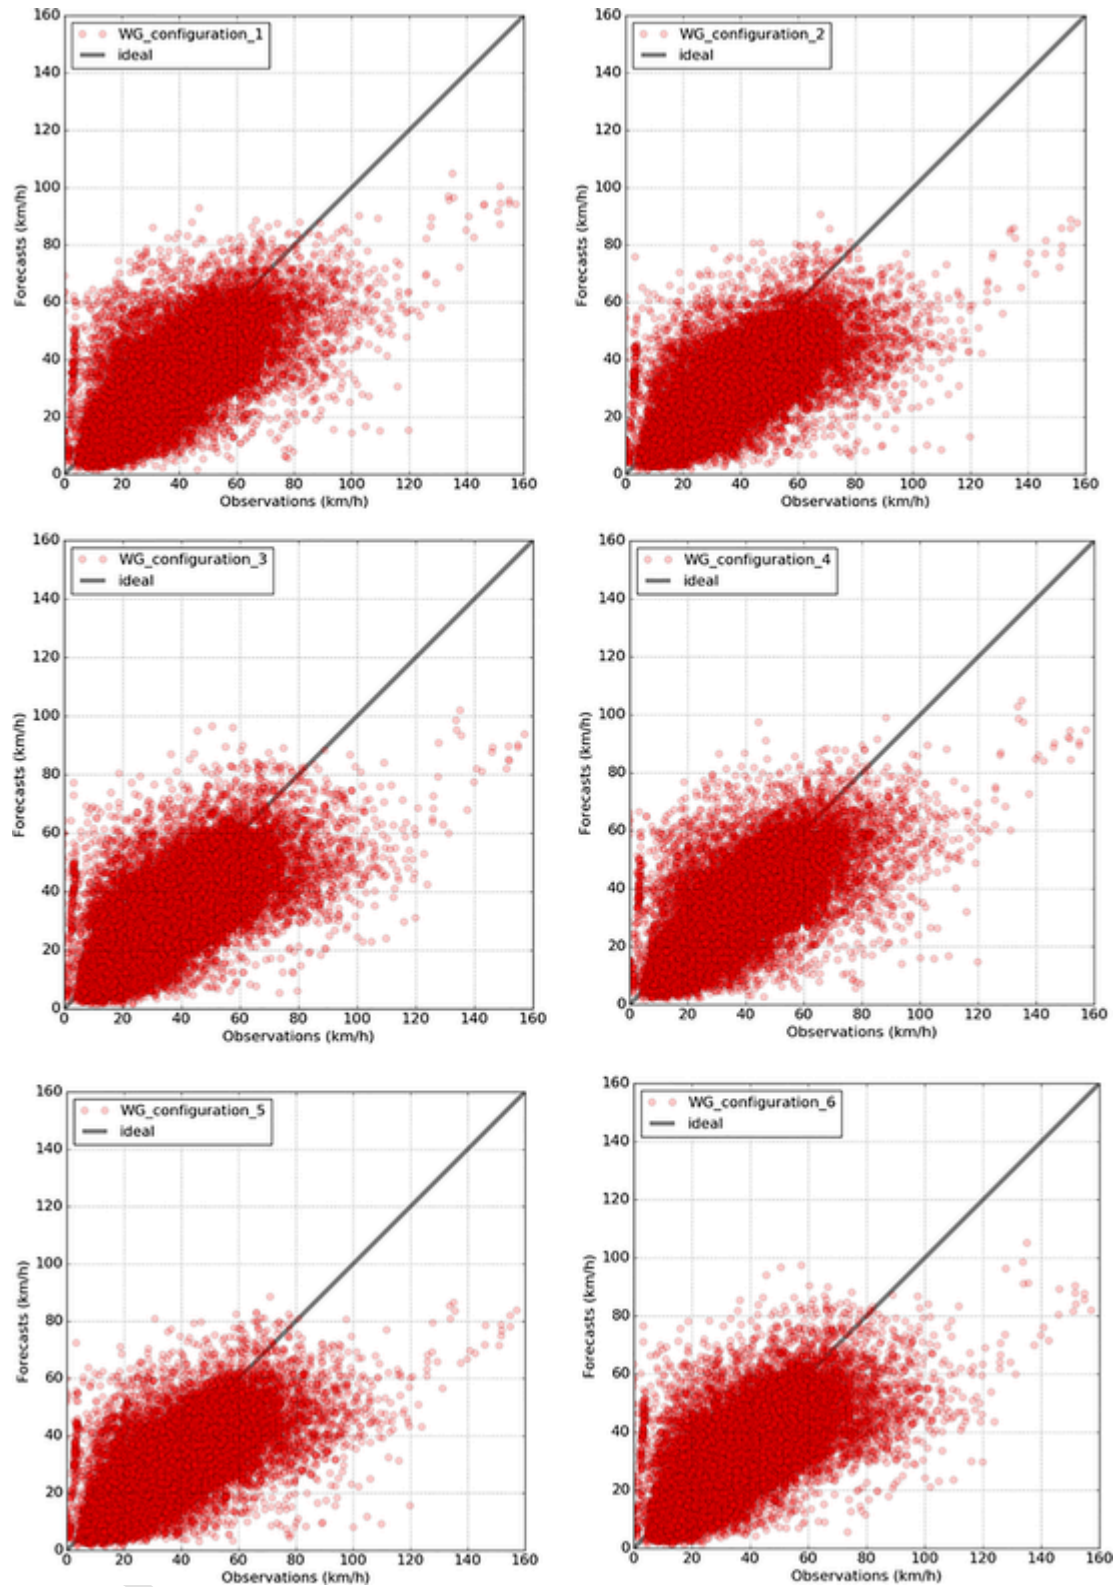 160
WG_configuration_1
ideal
140
120
100
80
60
40
20
0
Forecasts (km/h)
0 20 40 60 80 100 120 140 160
Observations (km/h)
160
WG_configuration_2
ideal
140
120
100
80
60
40
20
0
Forecasts (km/h)
0 20 40 60 80 100 120 140 160
Observations (km/h)
160
WG_configuration_3
ideal
140
120
100
80
60
40
20
0
Forecasts (km/h)
0 20 40 60 80 100 120 140 160
Observations (km/h)
160
WG_configuration_4
ideal
140
120
100
80
60
40
20
0
Forecasts (km/h)
0 20 40 60 80 100 120 140 160
Observations (km/h)
160
WG_configuration_5
ideal
140
120
100
80
60
40
20
0
Forecasts (km/h)
0 20 40 60 80 100 120 140 160
Observations (km/h)
160
WG_configuration_6
ideal
140
120
100
80
60
40
20
0
Forecasts (km/h)
0 20 40 60 80 100 120 140 160
Observations (km/h)